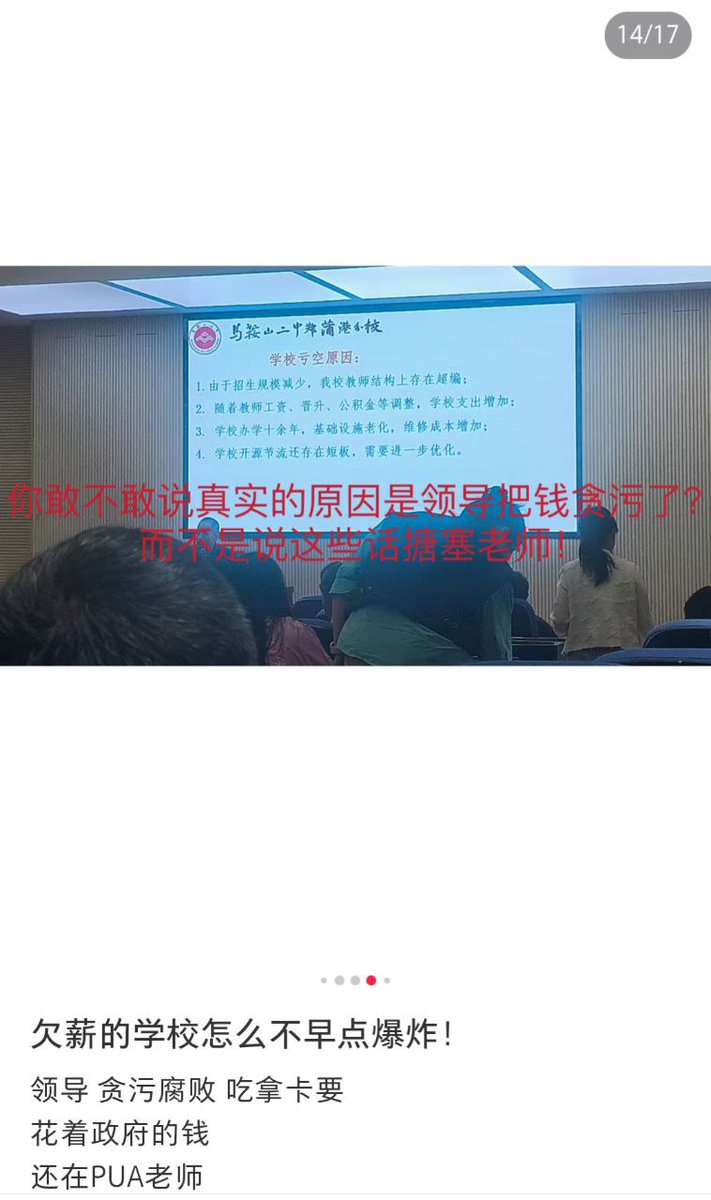 14/17
马鞍山二中郑蒲港分校
学校亏空原因：
1.由于招生规模减少，我校教师结构上存在超编；
2. 随着教师工资、晋升、公积金等调整，学校支出增加；
3. 学校办学十余年，基础设施老化，维修成本增加；
4. 学校开源节流还存在短板，需要进一步优化。
你敢不敢说真实的原因是领导把钱贪污了？
而不是说这些话搪塞老师！
欠薪的学校怎么不早点爆炸！
领导 贪污腐败 吃拿卡要
花着政府的钱
还在PUA老师